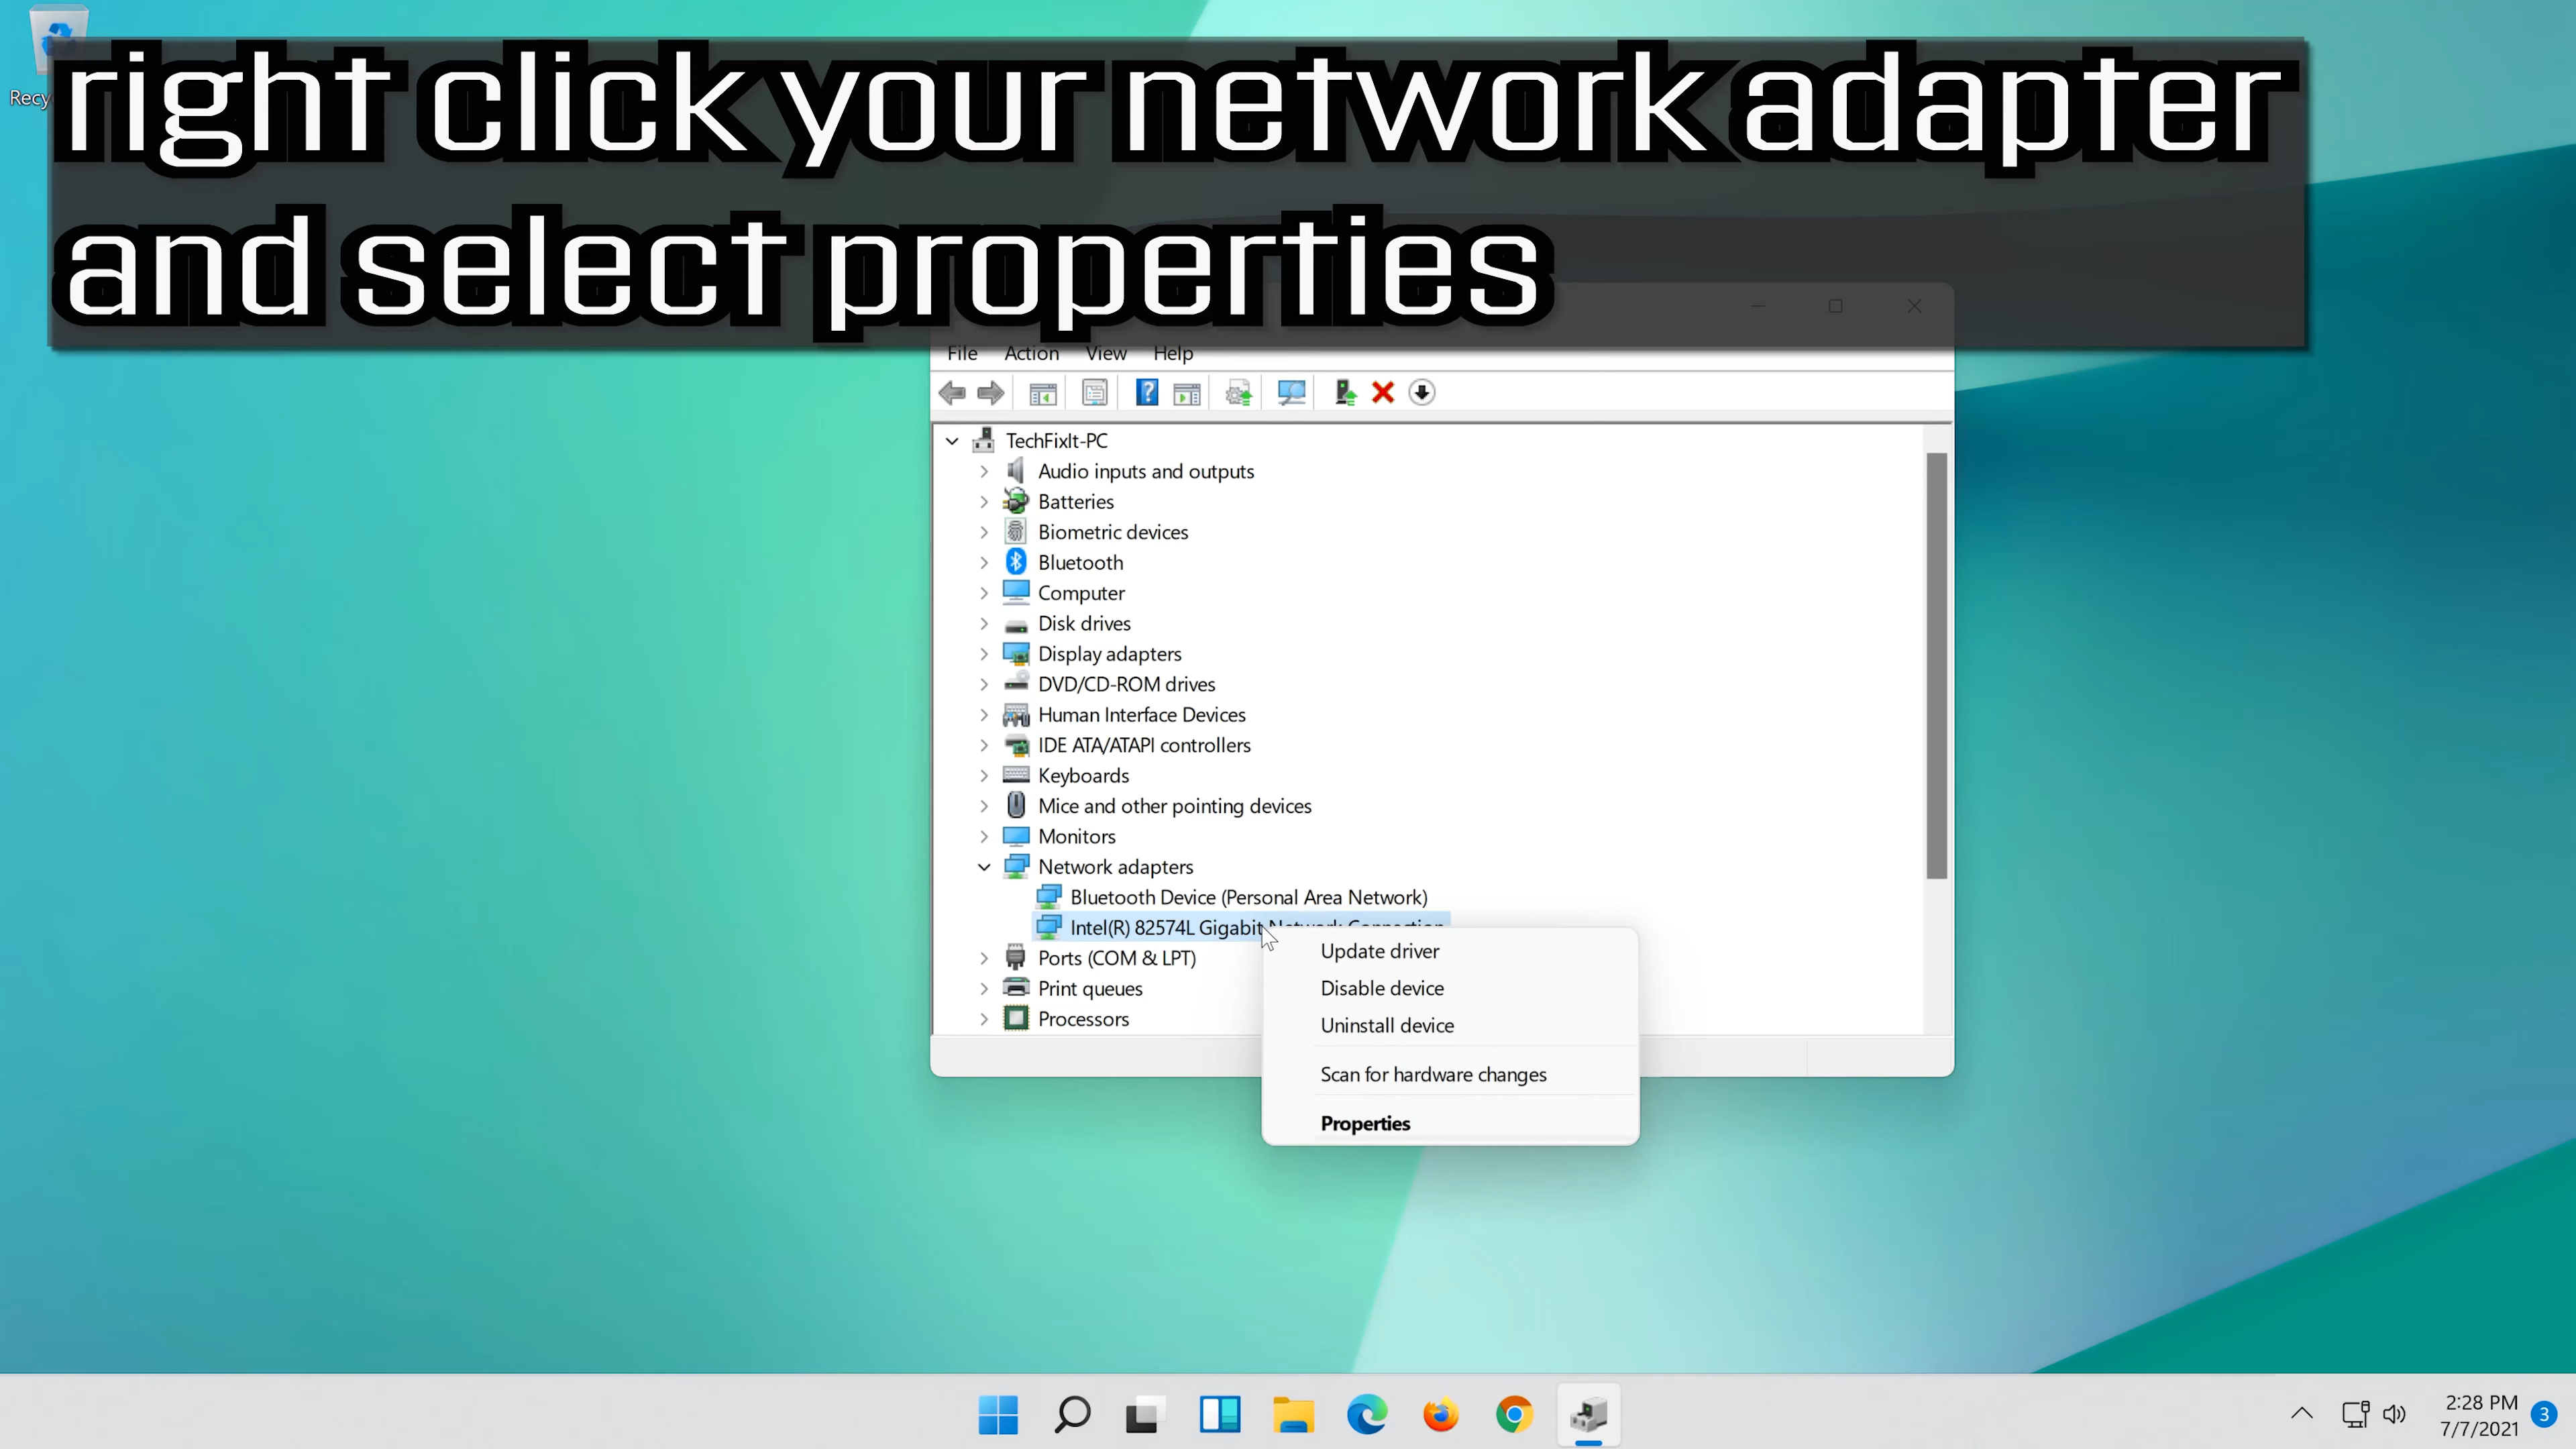 right click your network adapter
and select properties
Recy
File Action View Help
TechFixIt-PC
Audio inputs and outputs
Batteries
Biometric devices
Bluetooth
Computer
Disk drives
Display adapters
DVD/CD-ROM drives
Human Interface Devices
IDE ATA/ATAPI controllers
Keyboards
Mice and other pointing devices
Monitors
Network adapters
Bluetooth Device (Personal Area Network)
Intel(R) 82574L Gigabit Network Connection
Ports (COM & LPT)
Print queues
Processors
Update driver
Disable device
Uninstall device
Scan for hardware changes
Properties
2:28 PM
7/7/2021
3